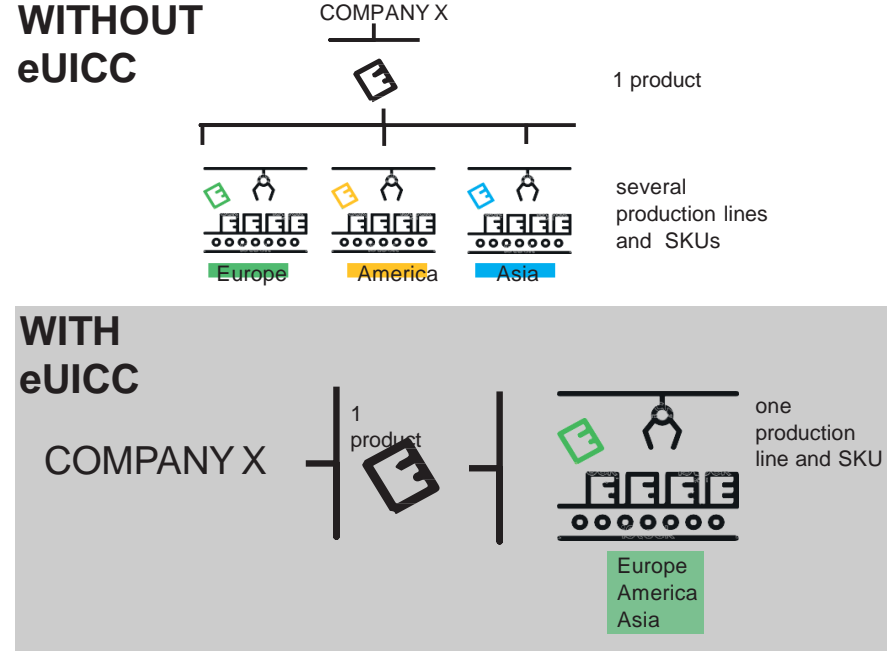 WITHOUT
eUICC
COMPANY X
1 product
several
production lines
and SKUs
Europe
America
Asia
WITH
eUICC
COMPANY X
1
product
one
production
line and SKU
Europe
America
Asia